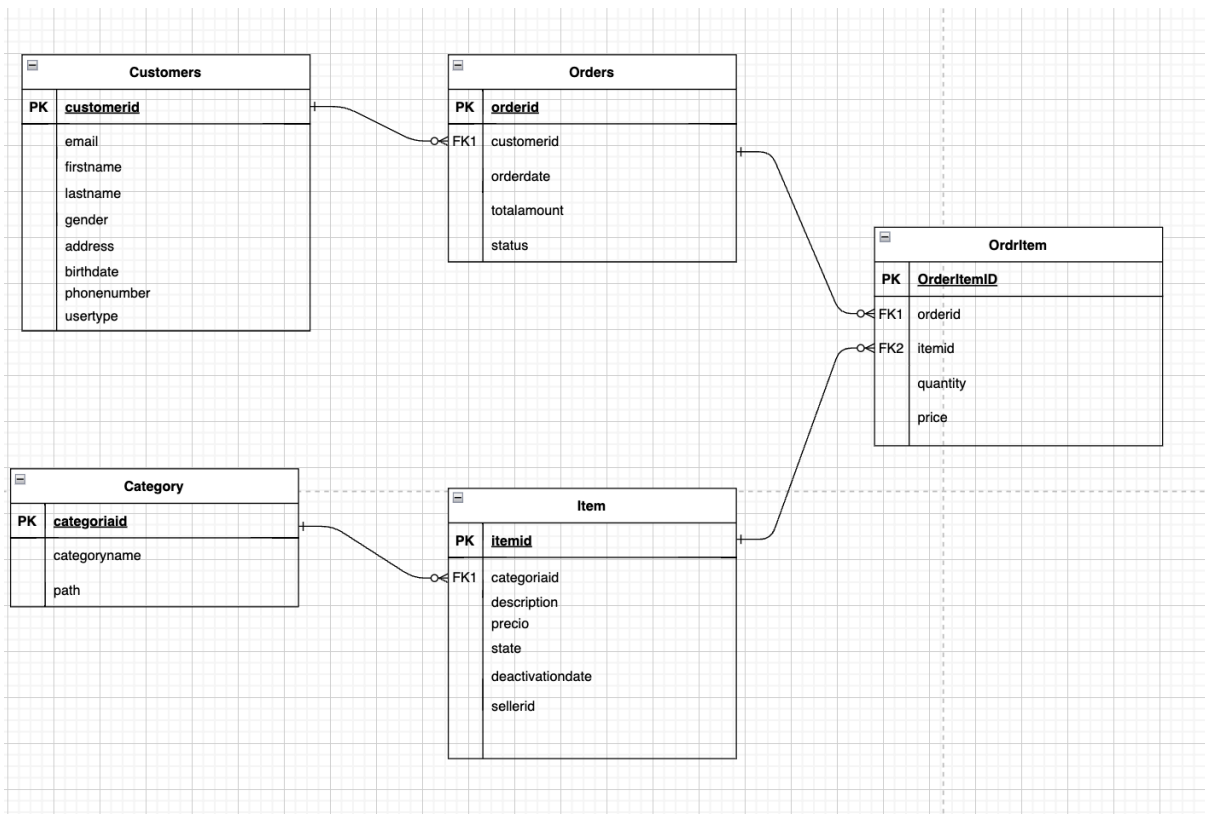 Customers
PK customerid
email
firstname
lastname
gender
address
birthdate
phonenumber
usertype
Orders
PK orderid
FK1 customerid
orderdate
totalamount
status
OrdrItem
PK OrderItemID
FK1 orderid
FK2 itemid
quantity
price
Category
PK categoriaid
categoryname
path
Item
PK itemid
FK1 categoriaid
description
precio
state
deactivationdate
sellerid